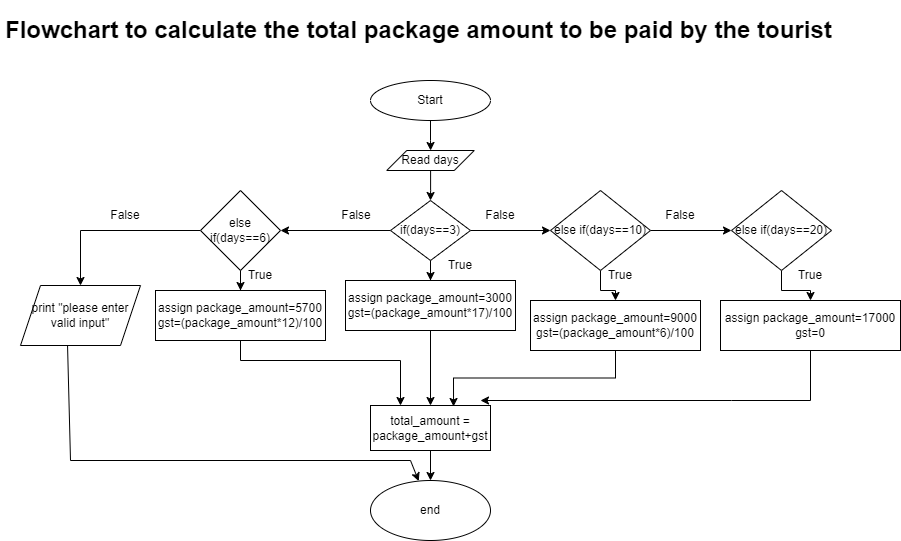 Flowchart to calculate the total package amount to be paid by the tourist
Start
Read days
False
False
False
False
else
if(days==6)
if(days==3)
else if(days==10)
else if(days==20)
True
True
True
True
print "please enter
valid input"
assign package_amount=5700
gst=(package_amount*12)/100
assign package_amount=3000
gst=(package_amount*17)/100
assign package_amount=9000
gst=(package_amount*6)/100
assign package_amount=17000
gst=0
total_amount =
package_amount+gst
end